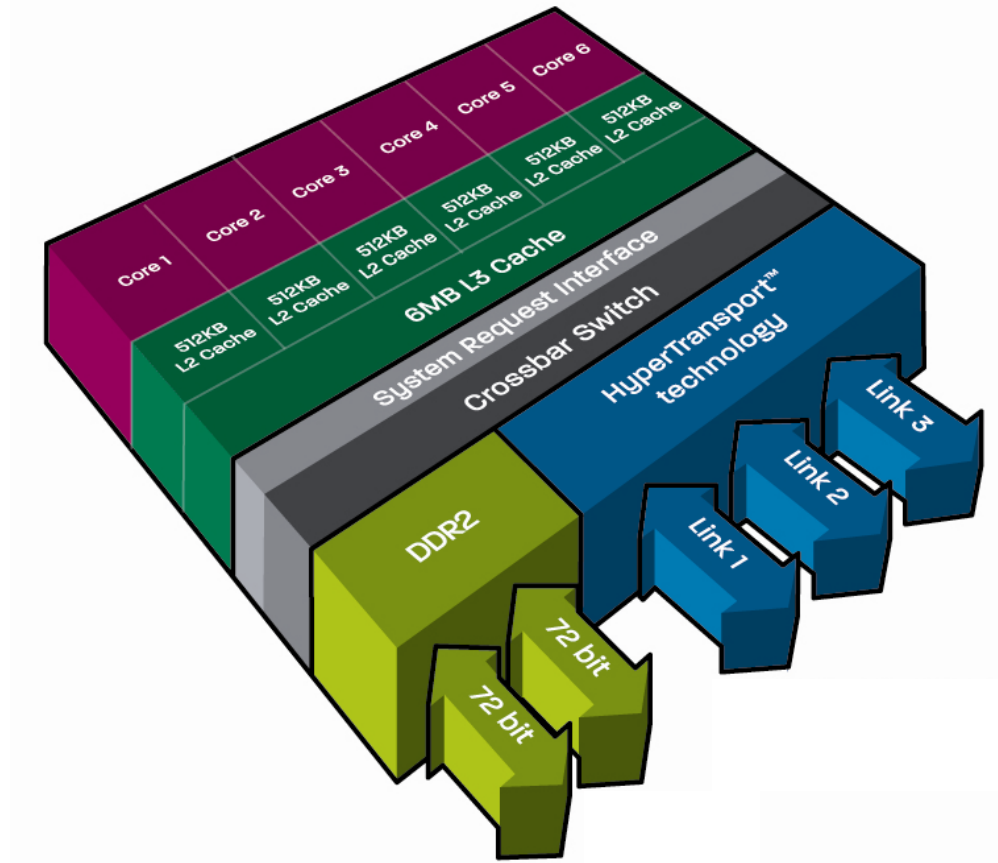 Core 1
Core 2
Core 3
Core 4
Core 5
Core 6
512KB
L2 Cache
512KB
L2 Cache
512KB
L2 Cache
512KB
L2 Cache
512KB
L2 Cache
512KB
L2 Cache
6MB L3 Cache
System Request Interface
Crossbar Switch
HyperTransport™
technology
DDR2
Link 1
Link 2
Link 3
72 bit
72 bit